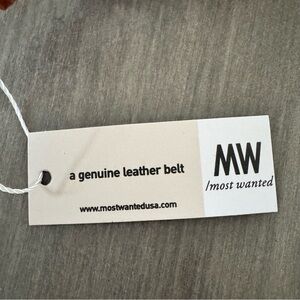 a genuine leather belt
www.mostwantedusa.com
MW
/most wanted